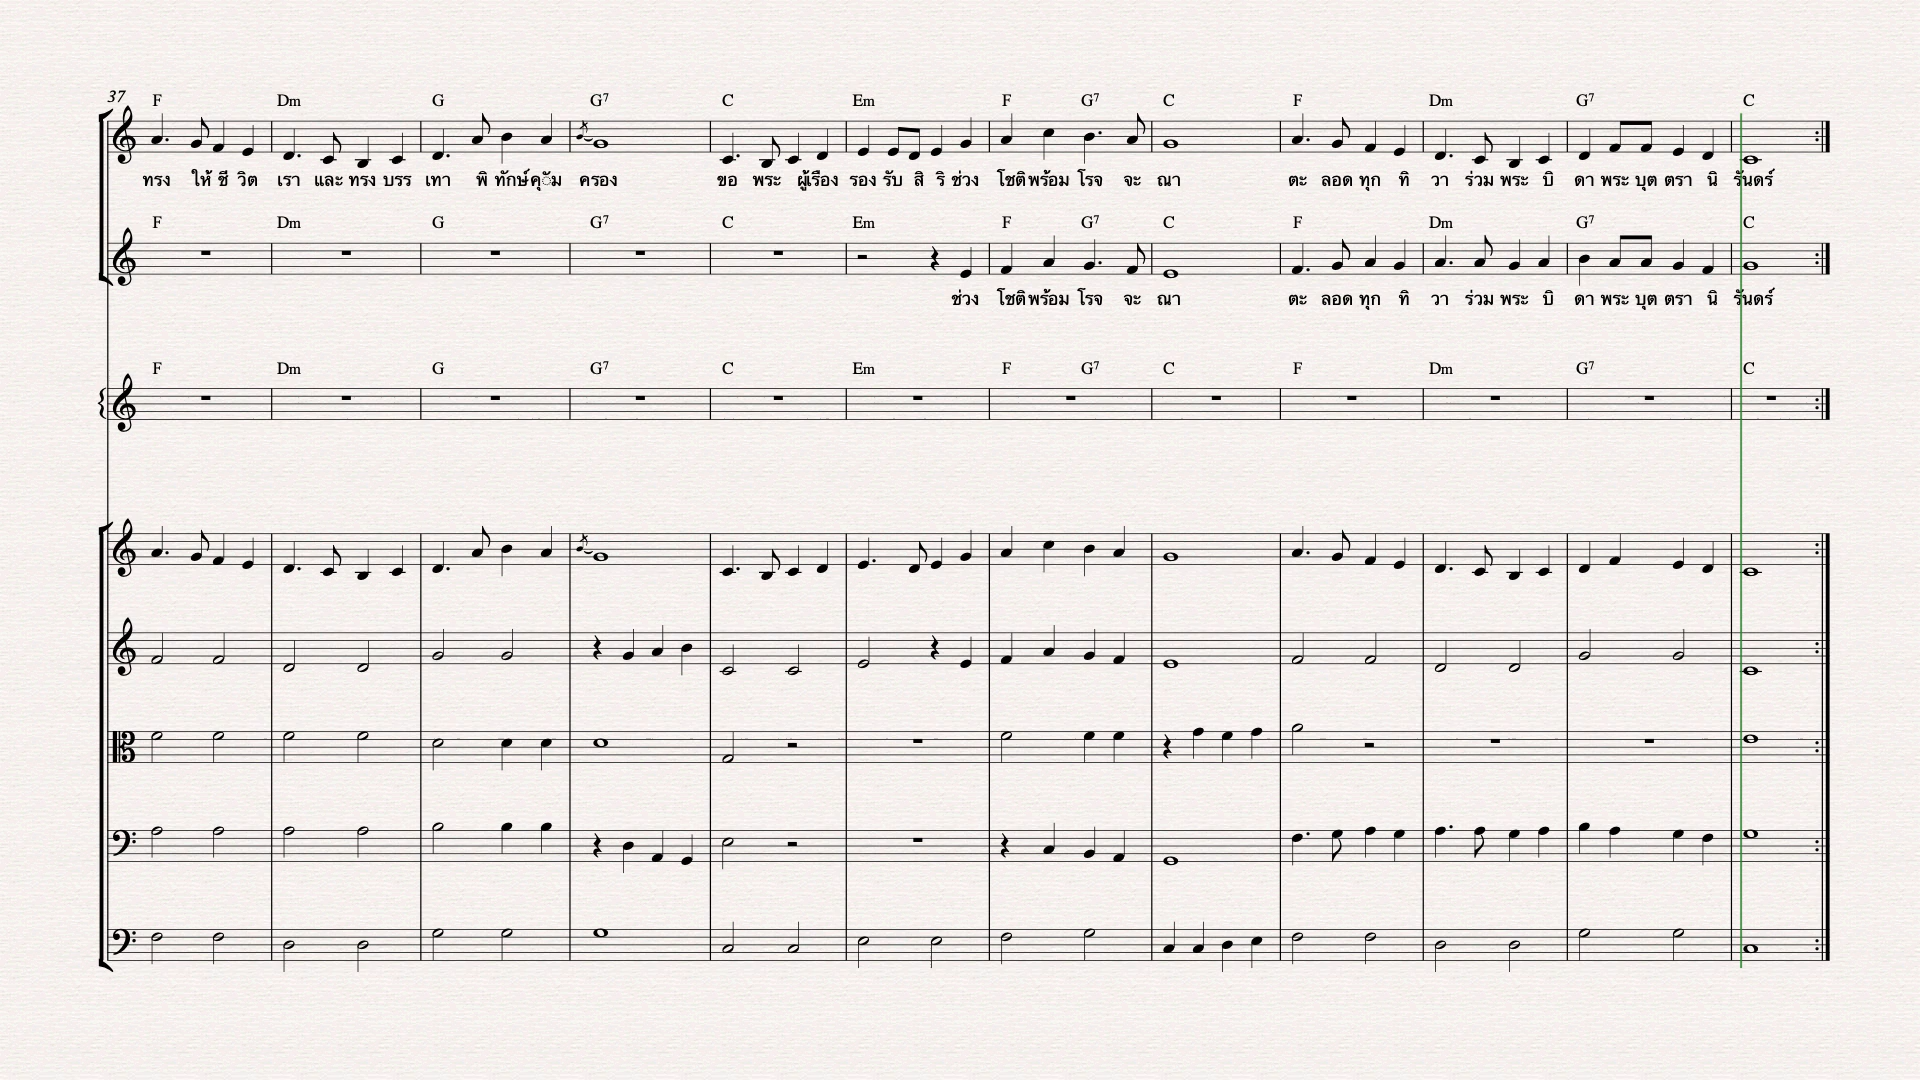 37
F Dm G G7 C Em F G7 C F Dm G7 C
ทรง ให้ ชี วิต เรา และ ทรง บรร เทา พิ ทักษ์ คุัม ครอง ขอ พระ ผู้เรือง รอง รับ สิ ริ ช่วง โชติ พร้อม โรจ จะ ณา ตะ ลอด ทุก ทิ วา ร่วม พระ บิ ดา พระ บุต ตรา นิ รันดร์
F Dm G G7 C Em F G7 C F Dm G7 C
ช่วง โชติ พร้อม โรจ จะ ณา ตะ ลอด ทุก ทิ วา ร่วม พระ บิ ดา พระ บุต ตรา นิ รันดร์
F Dm G G7 C Em F G7 C F Dm G7 C